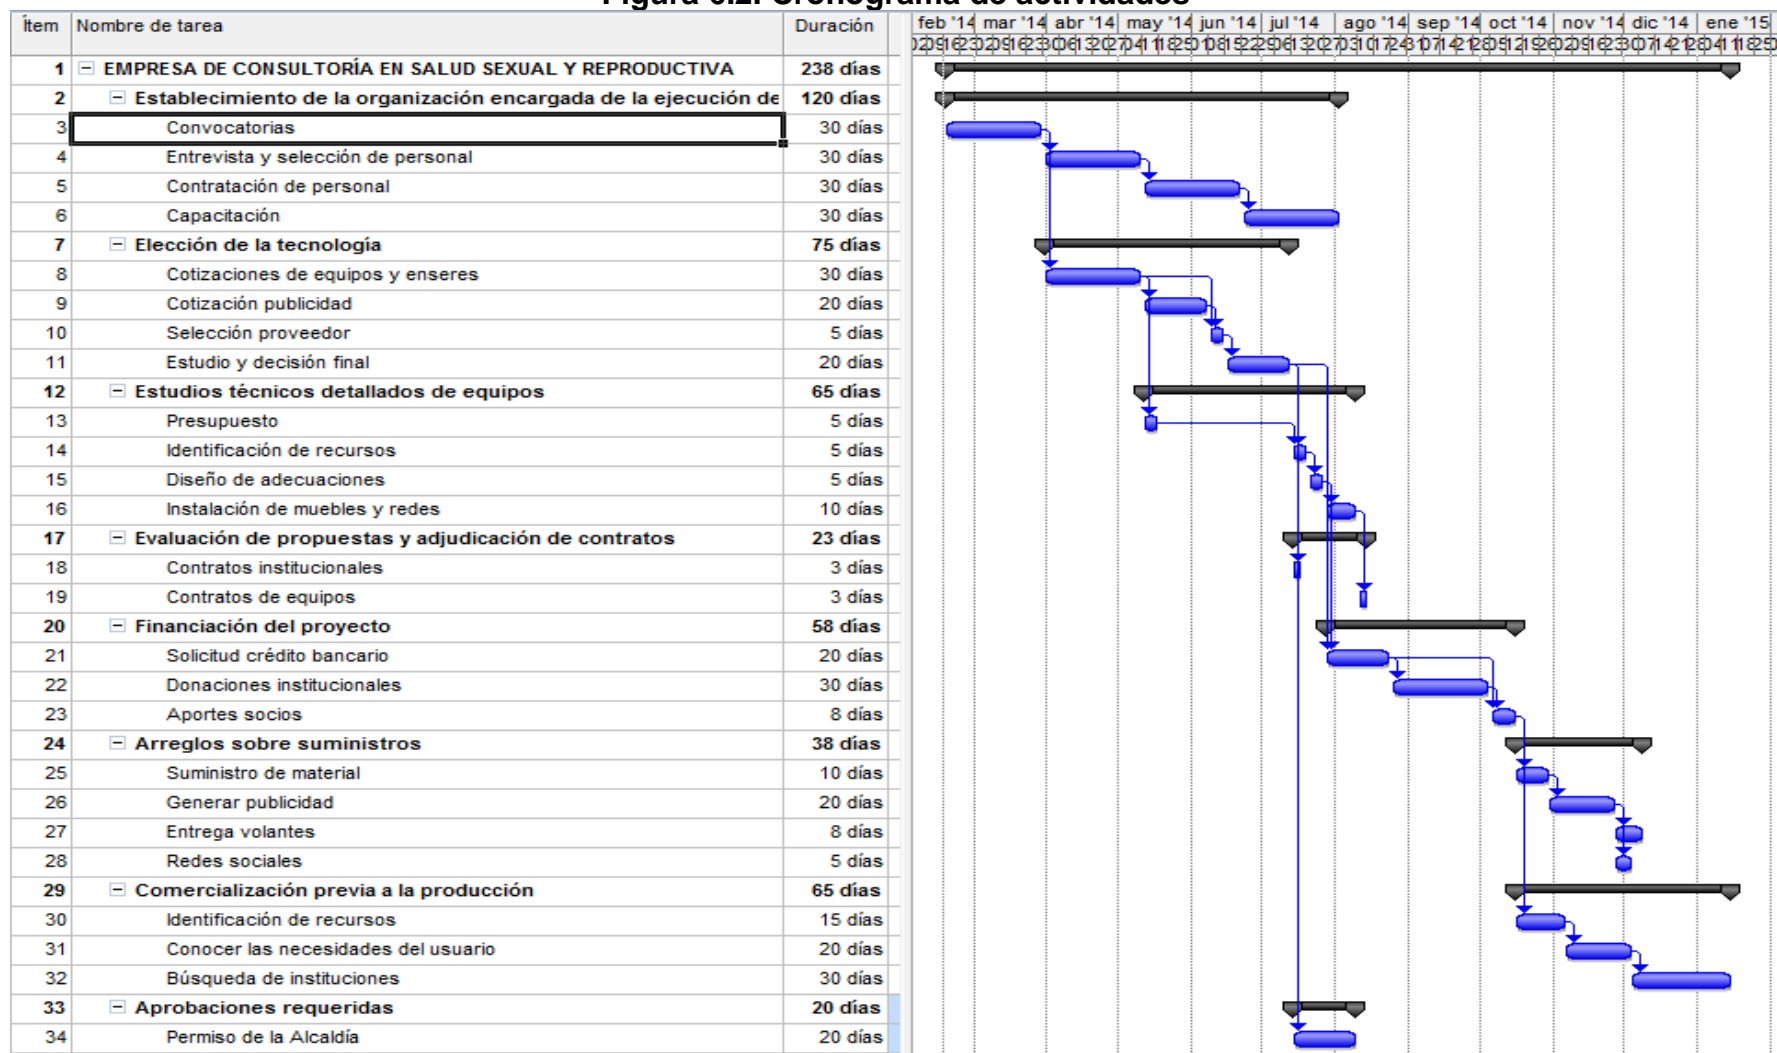 Figura 6.2. Cronograma de actividades
Ítem Nombre de tarea Duración feb '14 mar '14 abr '14 may '14 jun '14 jul '14 ago '14 sep '14 oct '14 nov '14 dic '14 ene '15
1 EMPRESA DE CONSULTORÍA EN SALUD SEXUAL Y REPRODUCTIVA 238 días
2 Establecimiento de la organización encargada de la ejecución de 120 días
3 Convocatorias 30 días
4 Entrevista y selección de personal 30 días
5 Contratación de personal 30 días
6 Capacitación 30 días
7 Elección de la tecnología 75 días
8 Cotizaciones de equipos y enseres 30 días
9 Cotización publicidad 20 días
10 Selección proveedor 5 días
11 Estudio y decisión final 20 días
12 Estudios técnicos detallados de equipos 65 días
13 Presupuesto 5 días
14 Identificación de recursos 5 días
15 Diseño de adecuaciones 5 días
16 Instalación de muebles y redes 10 días
17 Evaluación de propuestas y adjudicación de contratos 23 días
18 Contratos institucionales 3 días
19 Contratos de equipos 3 días
20 Financiación del proyecto 58 días
21 Solicitud crédito bancario 20 días
22 Donaciones institucionales 30 días
23 Aportes socios 8 días
24 Arreglos sobre suministros 38 días
25 Suministro de material 10 días
26 Generar publicidad 20 días
27 Entrega volantes 8 días
28 Redes sociales 5 días
29 Comercialización previa a la producción 65 días
30 Identificación de recursos 15 días
31 Conocer las necesidades del usuario 20 días
32 Búsqueda de instituciones 30 días
33 Aprobaciones requeridas 20 días
34 Permiso de la Alcaldía 20 días